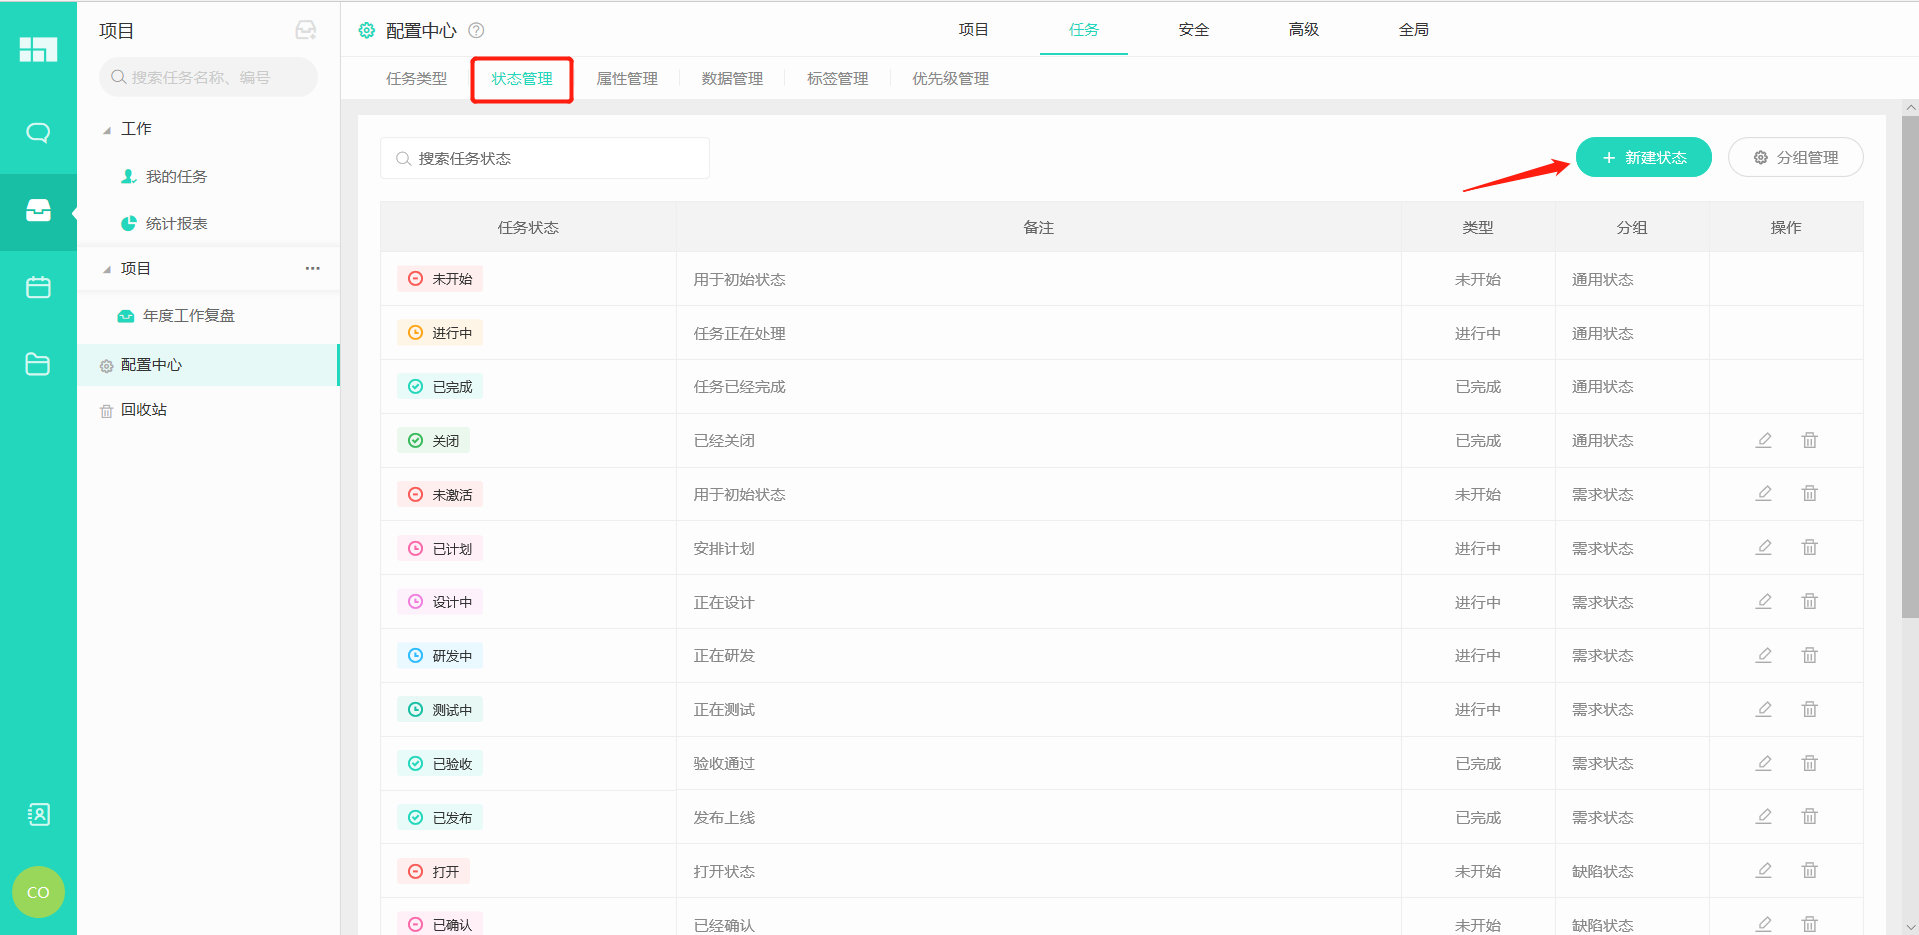 项目
搜索任务名称、编号
工作
我的任务
统计报表
项目
年度工作复盘
配置中心
回收站
CO
配置中心
项目 任务 安全 高级 全局
任务类型 状态管理 属性管理 数据管理 标签管理 优先级管理
搜索任务状态
新建状态 分组管理
任务状态 备注 类型 分组 操作
未开始 用于初始状态 未开始 通用状态
进行中 任务正在处理 进行中 通用状态
已完成 任务已经完成 已完成 通用状态
关闭 已经关闭 已完成 通用状态
未激活 用于初始状态 未开始 需求状态
已计划 安排计划 进行中 需求状态
设计中 正在设计 进行中 需求状态
研发中 正在研发 进行中 需求状态
测试中 正在测试 进行中 需求状态
已验收 验收通过 已完成 需求状态
已发布 发布上线 已完成 需求状态
打开 打开状态 未开始 缺陷状态
已确认 已经确认 未开始 缺陷状态